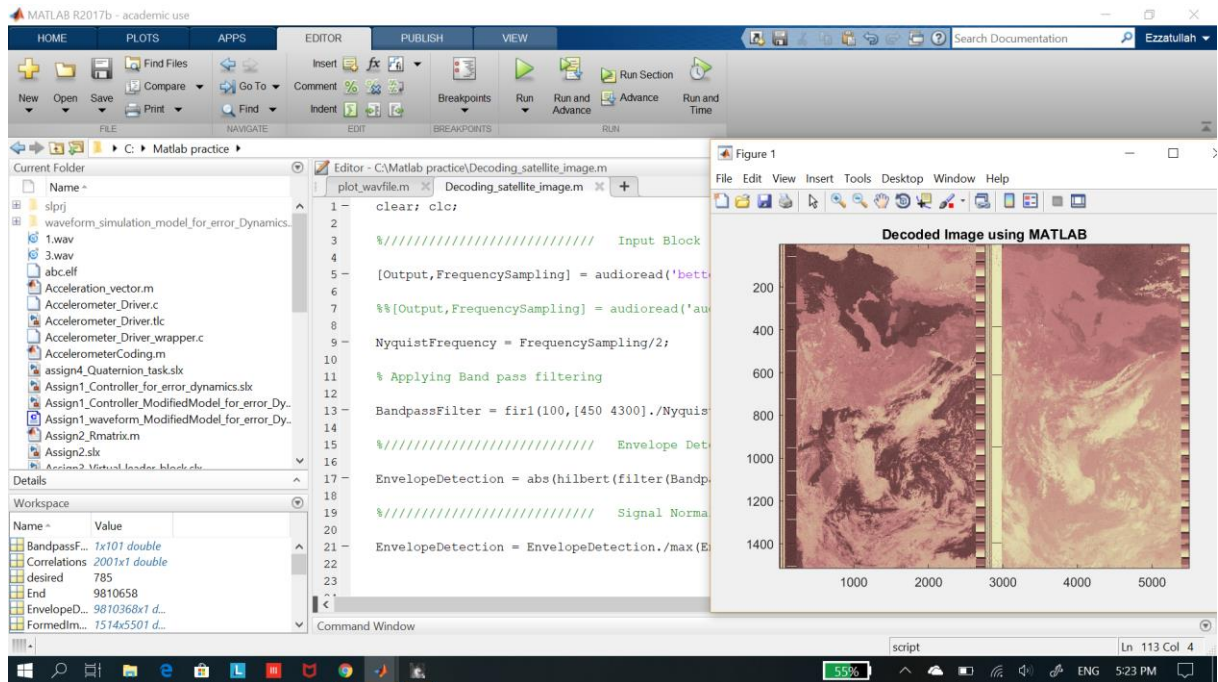 MATLAB R2017b - academic use
HOME PLOTS APPS EDITOR PUBLISH VIEW
Search Documentation
Ezzatullah
New Open Save
Find Files
Compare
Print
FILE
Go To
Find
NAVIGATE
Insert fx
Comment %
Indent
EDIT
Breakpoints
BREAKPOINTS
Run
Run and Advance
Run Section
Advance
Run and Time
RUN
C: Matlab practice
Current Folder
Name
slprj
waveform_simulation_model_for_error_Dynamics..
1.wav
3.wav
abc.elf
Acceleration_vector.m
Accelerometer_Driver.c
Accelerometer_Driver.tlc
Accelerometer_Driver_wrapper.c
AccelerometerCoding.m
assign4_Quaternion_task.slx
Assign1_Controller_for_error_dynamics.slx
Assign1_Controller_ModifiedModel_for_error_Dy..
Assign1_waveform_ModifiedModel_for_error_Dy..
Assign2_Rmatrix.m
Assign2.slx
Details
Workspace
Name Value
BandpassF... 1x101 double
Correlations 2001x1 double
desired 785
End 9810658
EnvelopeD... 9810368x1 d...
FormedIm... 1514x5501 d...
Editor - C:\Matlab practice\Decoding_satellite_image.m
plot_wavfile.m Decoding_satellite_image.m +
1 clear; clc;
2
3 %//////////////////////////// Input Block
4
5 [Output,FrequencySampling] = audioread('bett
6
7 %%[Output,FrequencySampling] = audioread('au
8
9 NyquistFrequency = FrequencySampling/2;
10
11 % Applying Band pass filtering
12
13 BandpassFilter = fir1(100,[450 4300]./Nyquis
14
15 %//////////////////////////// Envelope Det
16
17 EnvelopeDetection = abs(hilbert(filter(Bandp
18
19 %//////////////////////////// Signal Norma
20
21 EnvelopeDetection = EnvelopeDetection./max(E
22
23
Command Window
Figure 1
File Edit View Insert Tools Desktop Window Help
Decoded Image using MATLAB
200
400
600
800
1000
1200
1400
1000 2000 3000 4000 5000
script
Ln 113 Col 4
55%
ENG 5:23 PM